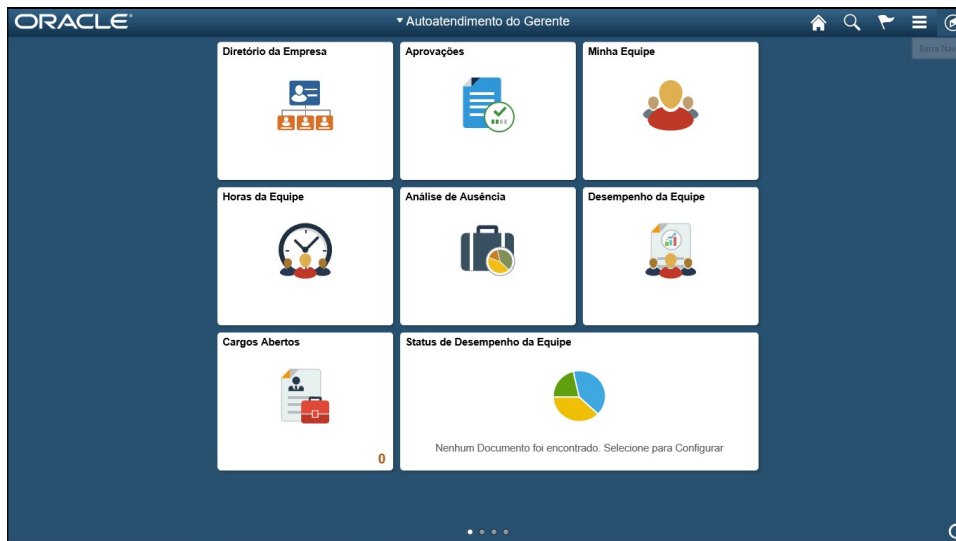 ORACLE
Autoatendimento do Gerente
Diretório da Empresa
Aprovações
Minha Equipe
Horas da Equipe
Análise de Ausência
Desempenho da Equipe
Cargos Abertos
0
Status de Desempenho da Equipe
Nenhum Documento foi encontrado. Selecione para Configurar